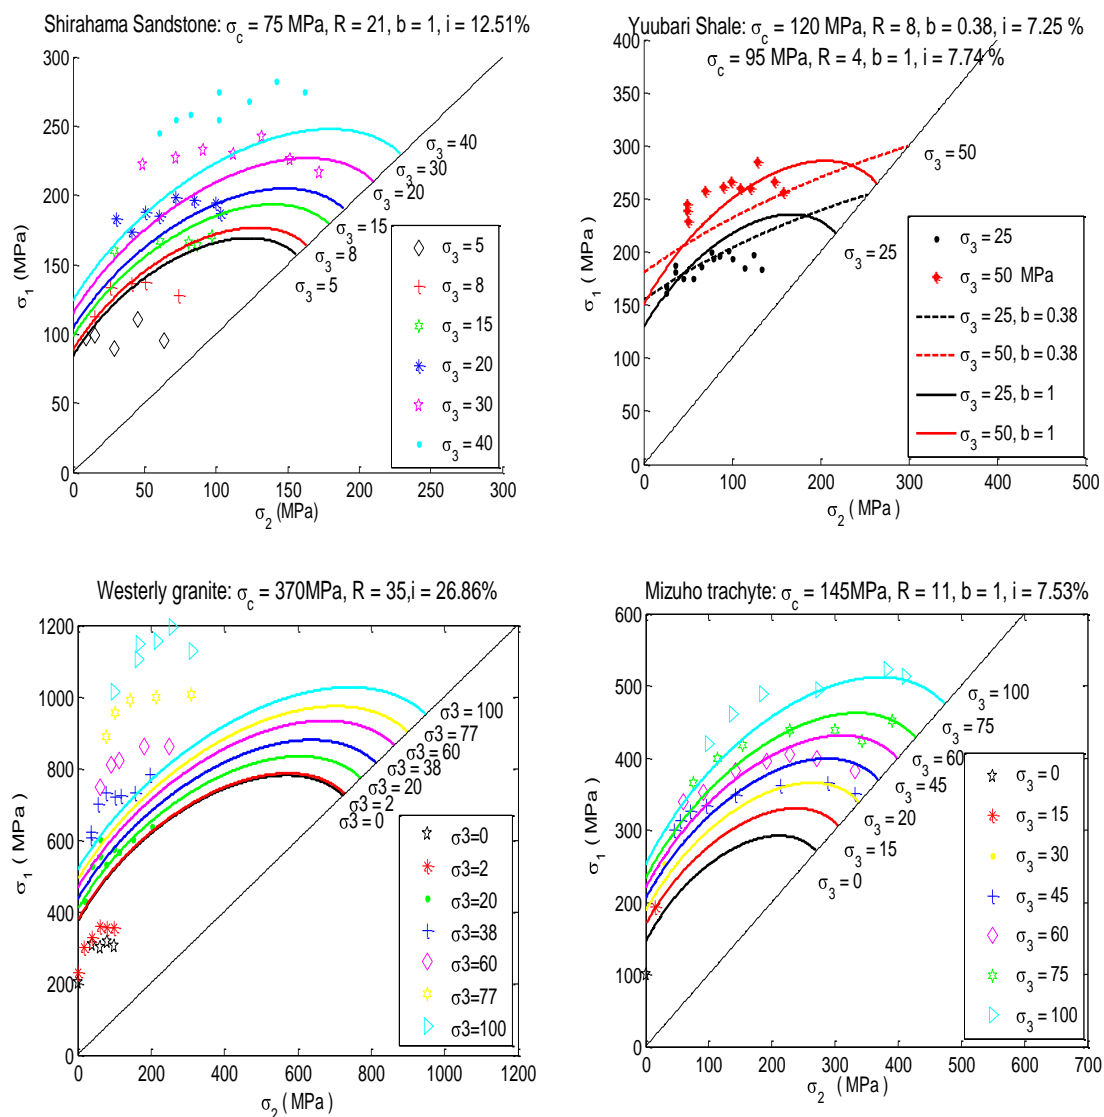 Shirahama Sandstone: σc = 75 MPa, R = 21, b = 1, i = 12.51%
300
250
200
150
100
50
0
σ1 (MPa)
0 50 100 150 200 250 300
σ2 (MPa)
σ3 = 40
σ3 = 30
σ3 = 20
σ3 = 15
σ3 = 8
σ3 = 5
σ3 = 5
σ3 = 8
σ3 = 15
σ3 = 20
σ3 = 30
σ3 = 40
Yuubari Shale: σc = 120 MPa, R = 8, b = 0.38, i = 7.25 %
σc = 95 MPa, R = 4, b = 1, i = 7.74 %
400
350
300
250
200
150
100
50
0
σ1 ( MPa)
0 100 200 300 400 500
σ2 ( MPa)
σ3 = 50
σ3 = 25
σ3 = 25
σ3 = 50 MPa
σ3 = 25, b = 0.38
σ3 = 50, b = 0.38
σ3 = 25, b = 1
σ3 = 50, b = 1
Westerly granite: σc = 370MPa, R = 35,i = 26.86%
1200
1000
800
600
400
200
0
σ1 ( MPa)
0 200 400 600 800 1000 1200
σ2 ( MPa)
σ3 = 100
σ3 = 77
σ3 = 60
σ3 = 38
σ3 = 20
σ3 = 2
σ3 = 0
σ3=0
σ3=2
σ3=20
σ3=38
σ3=60
σ3=77
σ3=100
Mizuho trachyte: σc = 145MPa, R = 11, b = 1, i = 7.53%
600
500
400
300
200
100
0
σ1 ( MPa)
0 100 200 300 400 500 600 700
σ2 ( MPa)
σ3 = 100
σ3 = 75
σ3 = 60
σ3 = 45
σ3 = 20
σ3 = 15
σ3 = 0
σ3 = 0
σ3 = 15
σ3 = 30
σ3 = 45
σ3 = 60
σ3 = 75
σ3 = 100